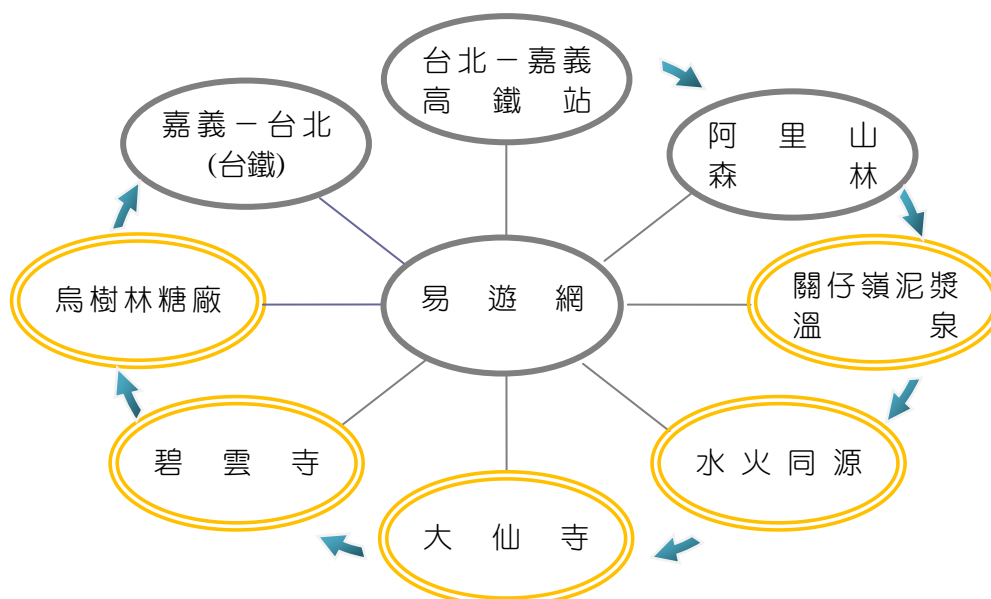 台北－嘉義
高鐵站
阿里山
森林
關仔嶺泥漿
溫泉
水火同源
大仙寺
碧雲寺
烏樹林糖廠
嘉義－台北
(台鐵)
易遊網